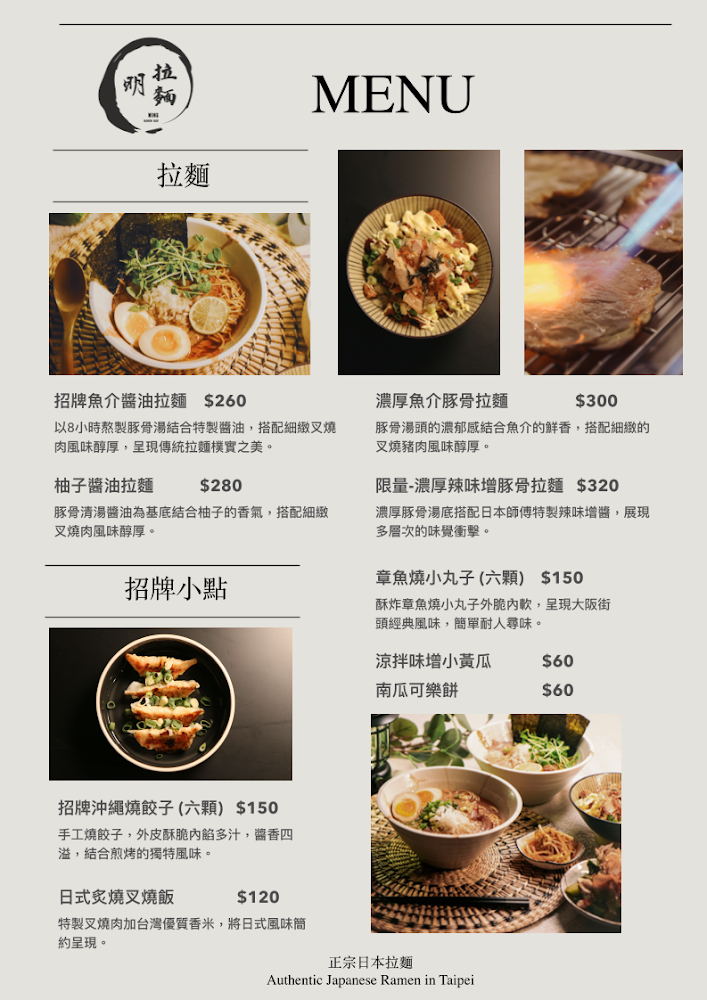 明 拉麵
MENU
拉麵
招牌魚介醬油拉麵 $260
以8小時熬製豚骨湯結合特製醬油，搭配細緻叉燒
肉風味醇厚，呈現傳統拉麵樸實之美。
柚子醬油拉麵 $280
豚骨清湯醬油為基底結合柚子的香氣，搭配細緻
叉燒肉風味醇厚。
濃厚魚介豚骨拉麵 $300
豚骨湯頭的濃郁感結合魚介的鮮香，搭配細緻的
叉燒豬肉風味醇厚。
限量-濃厚辣味增豚骨拉麵 $320
濃厚豚骨湯底搭配日本師傅特製辣味增醬，展現
多層次的味覺衝擊。
招牌小點
招牌沖繩燒餃子 (六顆) $150
手工燒餃子，外皮酥脆內餡多汁，醬香四
溢，結合煎烤的獨特風味。
日式炙燒叉燒飯 $120
特製叉燒肉加台灣優質香米，將日式風味簡
約呈現。
章魚燒小丸子 (六顆) $150
酥炸章魚燒小丸子外脆內軟，呈現大阪街
頭經典風味，簡單耐人尋味。
涼拌味增小黃瓜 $60
南瓜可樂餅 $60
正宗日本拉麵
Authentic Japanese Ramen in Taipei